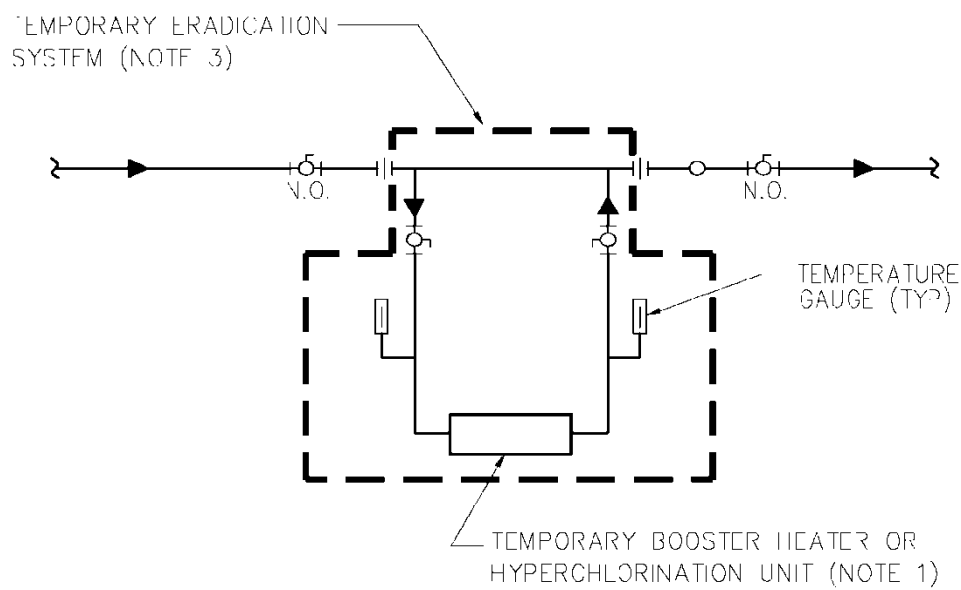 TEMPORARY ERADICATION
SYSTEM (NOTE 3)
N.O.
N.O.
TEMPERATURE
GAUGE (TYP)
TEMPORARY BOOSTER HEATER OR
HYPERCHLORINATION UNIT (NOTE 1)